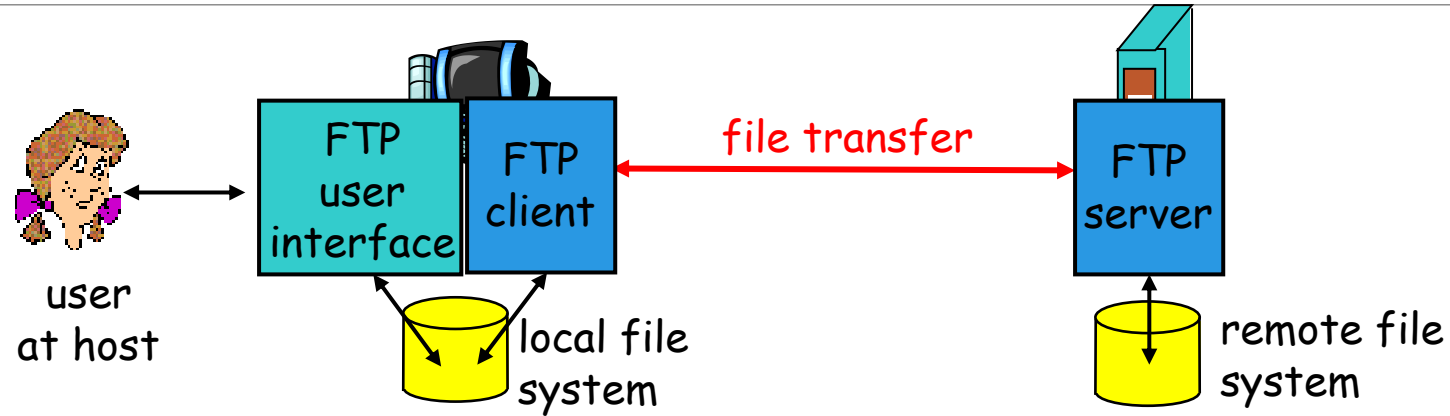 FTP
user
interface
FTP
client
file transfer
FTP
server
user
at host
local file
system
remote file
system